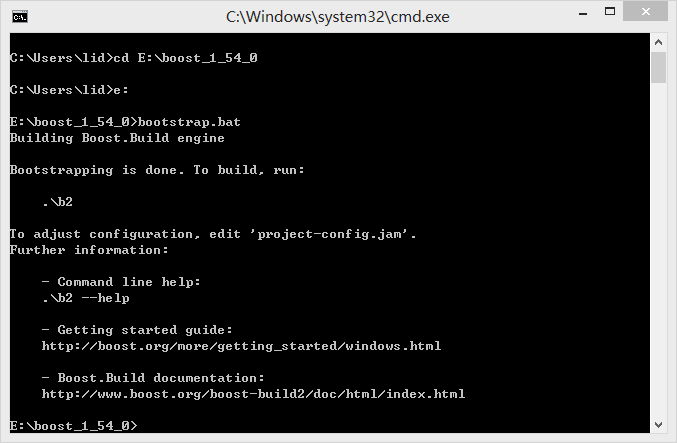 C:\Windows\system32\cmd.exe
C:\Users\lid>cd E:\boost_1_54_0
C:\Users\lid>e:
E:\boost_1_54_0>bootstrap.bat
Building Boost.Build engine
Bootstrapping is done. To build, run:
.\b2
To adjust configuration, edit 'project-config.jam'.
Further information:
- Command line help:
.\b2 --help
- Getting started guide:
http://boost.org/more/getting_started/windows.html
- Boost.Build documentation:
http://www.boost.org/boost-build2/doc/html/index.html
E:\boost_1_54_0>